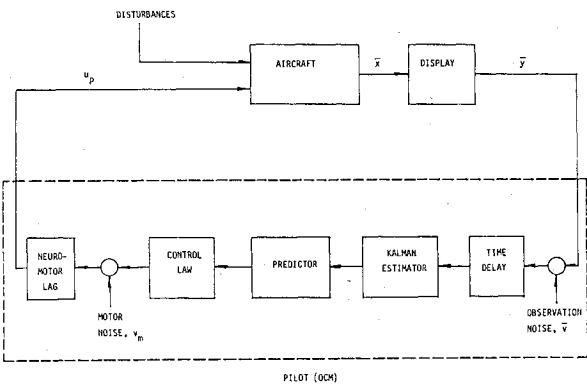 DISTURBANCES
u_p
AIRCRAFT
x̄
DISPLAY
ȳ
NEURO-
MOTOR
LAG
CONTROL
LAW
PREDICTOR
KALMAN
ESTIMATOR
TIME
DELAY
MOTOR
NOISE, v_m
OBSERVATION
NOISE, v̄
PILOT (OCM)